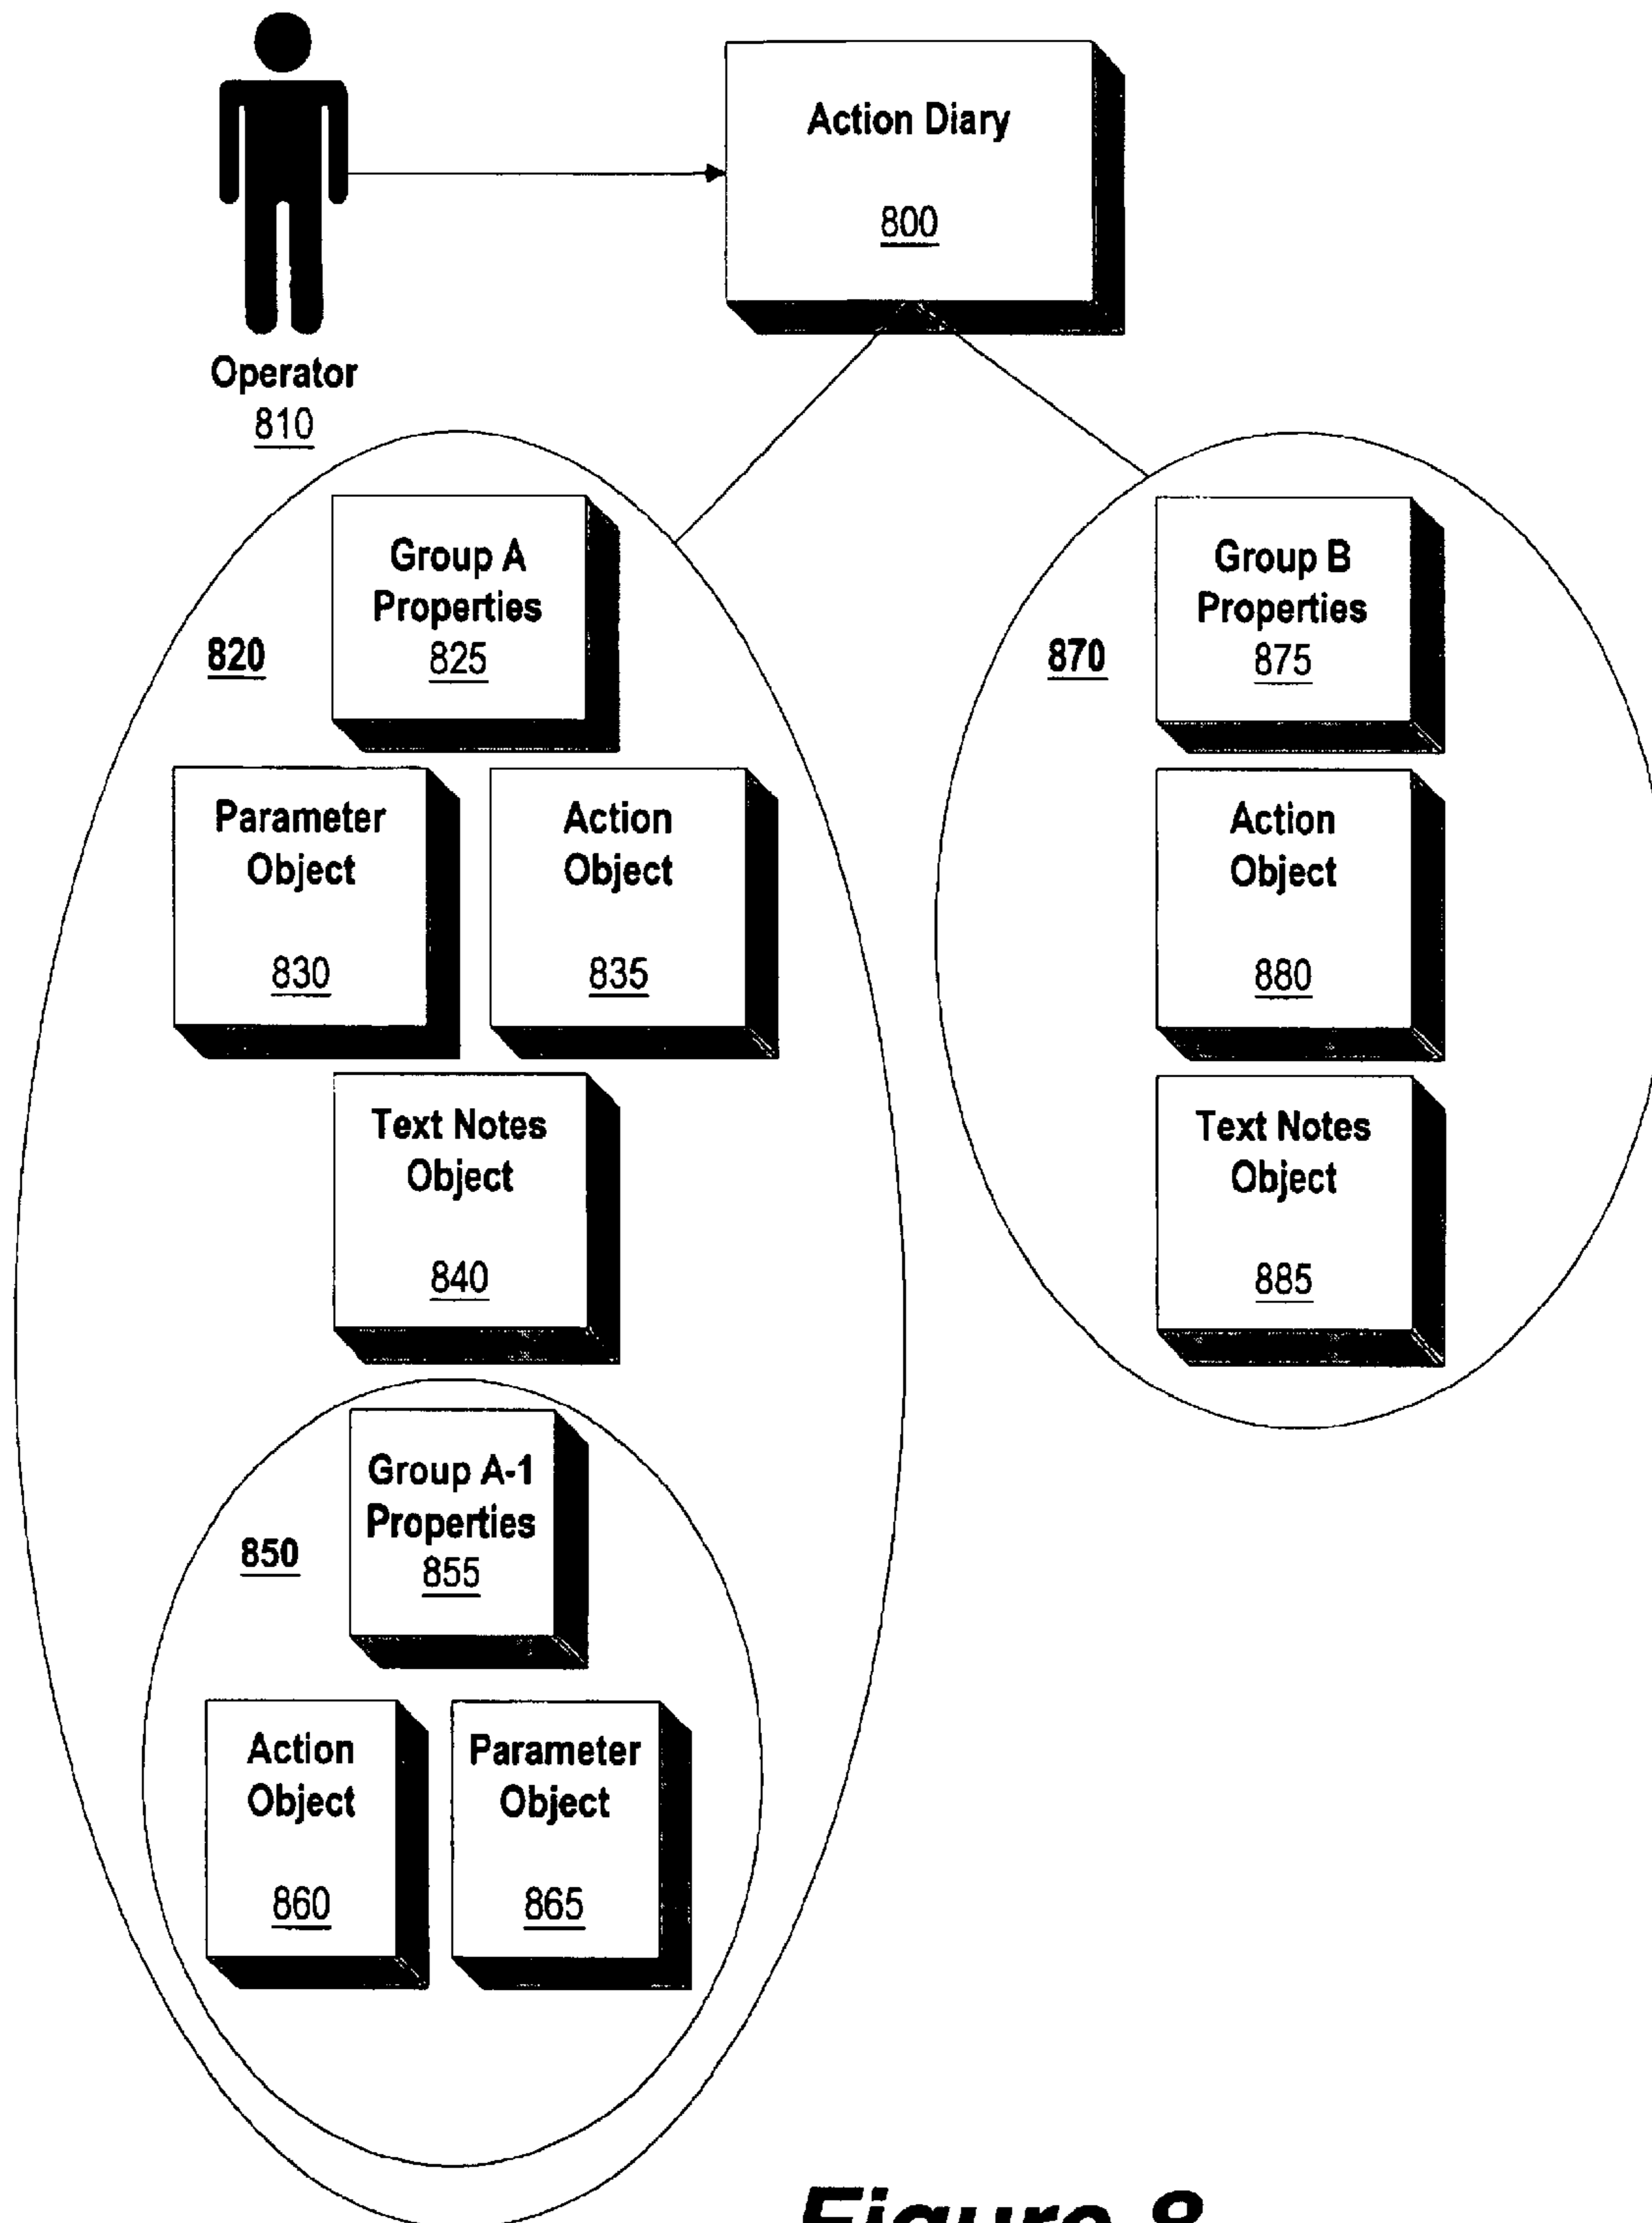 Action Diary
800
Operator
810
Group A
Properties
825
820
Parameter
Object
830
Action
Object
835
Text Notes
Object
840
Group A-1
Properties
855
850
Action
Object
860
Parameter
Object
865
Group B
Properties
875
870
Action
Object
880
Text Notes
Object
885
Figure 8